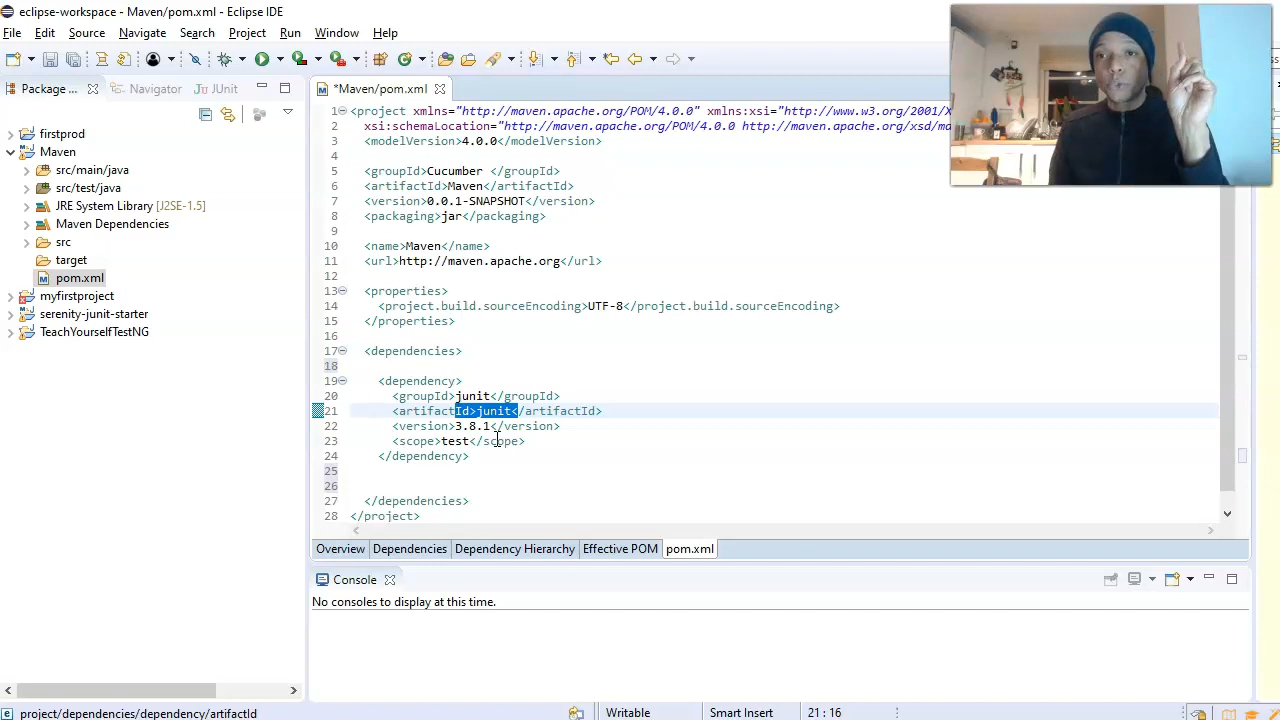 eclipse-workspace - Maven/pom.xml - Eclipse IDE
File Edit Source Navigate Search Project Run Window Help
Package ... Navigator JUnit
*Maven/pom.xml
firstprod
Maven
src/main/java
src/test/java
JRE System Library [J2SE-1.5]
Maven Dependencies
src
target
pom.xml
myfirstproject
serenity-junit-starter
TeachYourselfTestNG
1 <project xmlns="http://maven.apache.org/POM/4.0.0" xmlns:xsi="http://www.w3.org/2001/X
2 xsi:schemaLocation="http://maven.apache.org/POM/4.0.0 http://maven.apache.org/xsd/ma
3 <modelVersion>4.0.0</modelVersion>
4
5 <groupId>Cucumber </groupId>
6 <artifactId>Maven</artifactId>
7 <version>0.0.1-SNAPSHOT</version>
8 <packaging>jar</packaging>
9
10 <name>Maven</name>
11 <url>http://maven.apache.org</url>
12
13 <properties>
14 <project.build.sourceEncoding>UTF-8</project.build.sourceEncoding>
15 </properties>
16
17 <dependencies>
18
19 <dependency>
20 <groupId>junit</groupId>
21 <artifactId>junit</artifactId>
22 <version>3.8.1</version>
23 <scope>test</scope>
24 </dependency>
25
26
27 </dependencies>
28 </project>
Overview Dependencies Dependency Hierarchy Effective POM pom.xml
Console
No consoles to display at this time.
project/dependencies/dependency/artifactId Writable Smart Insert 21 : 16